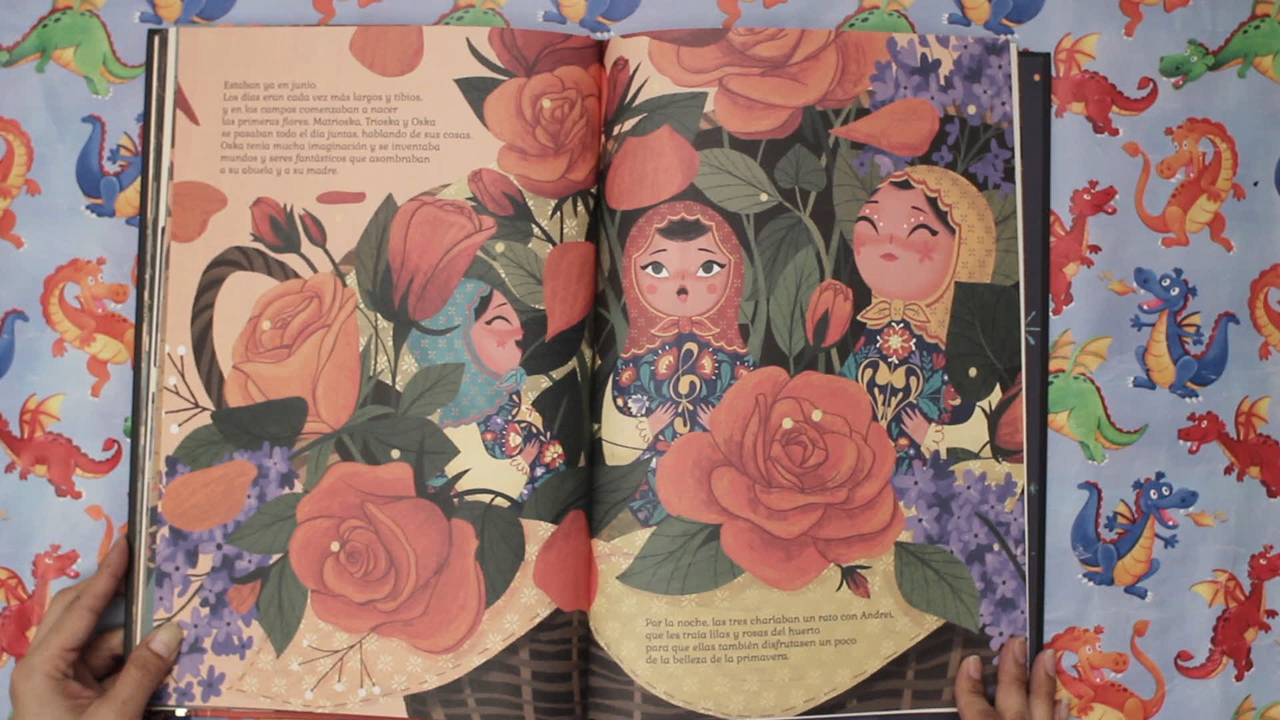 Estaban ya en junio.
Los días eran cada vez más largos y tibios,
y en los campos comenzaban a nacer
las primeras flores. Matrioska, Trioska y Oska
se pasaban todo el día juntas, hablando de sus cosas.
Oska tenía mucha imaginación y se inventaba
mundos y seres fantásticos que asombraban
a su abuela y a su madre.
Por la noche, las tres charlaban un rato con Andrei,
que les traía lilas y rosas del huerto
para que ellas también disfrutasen un poco
de la belleza de la primavera.